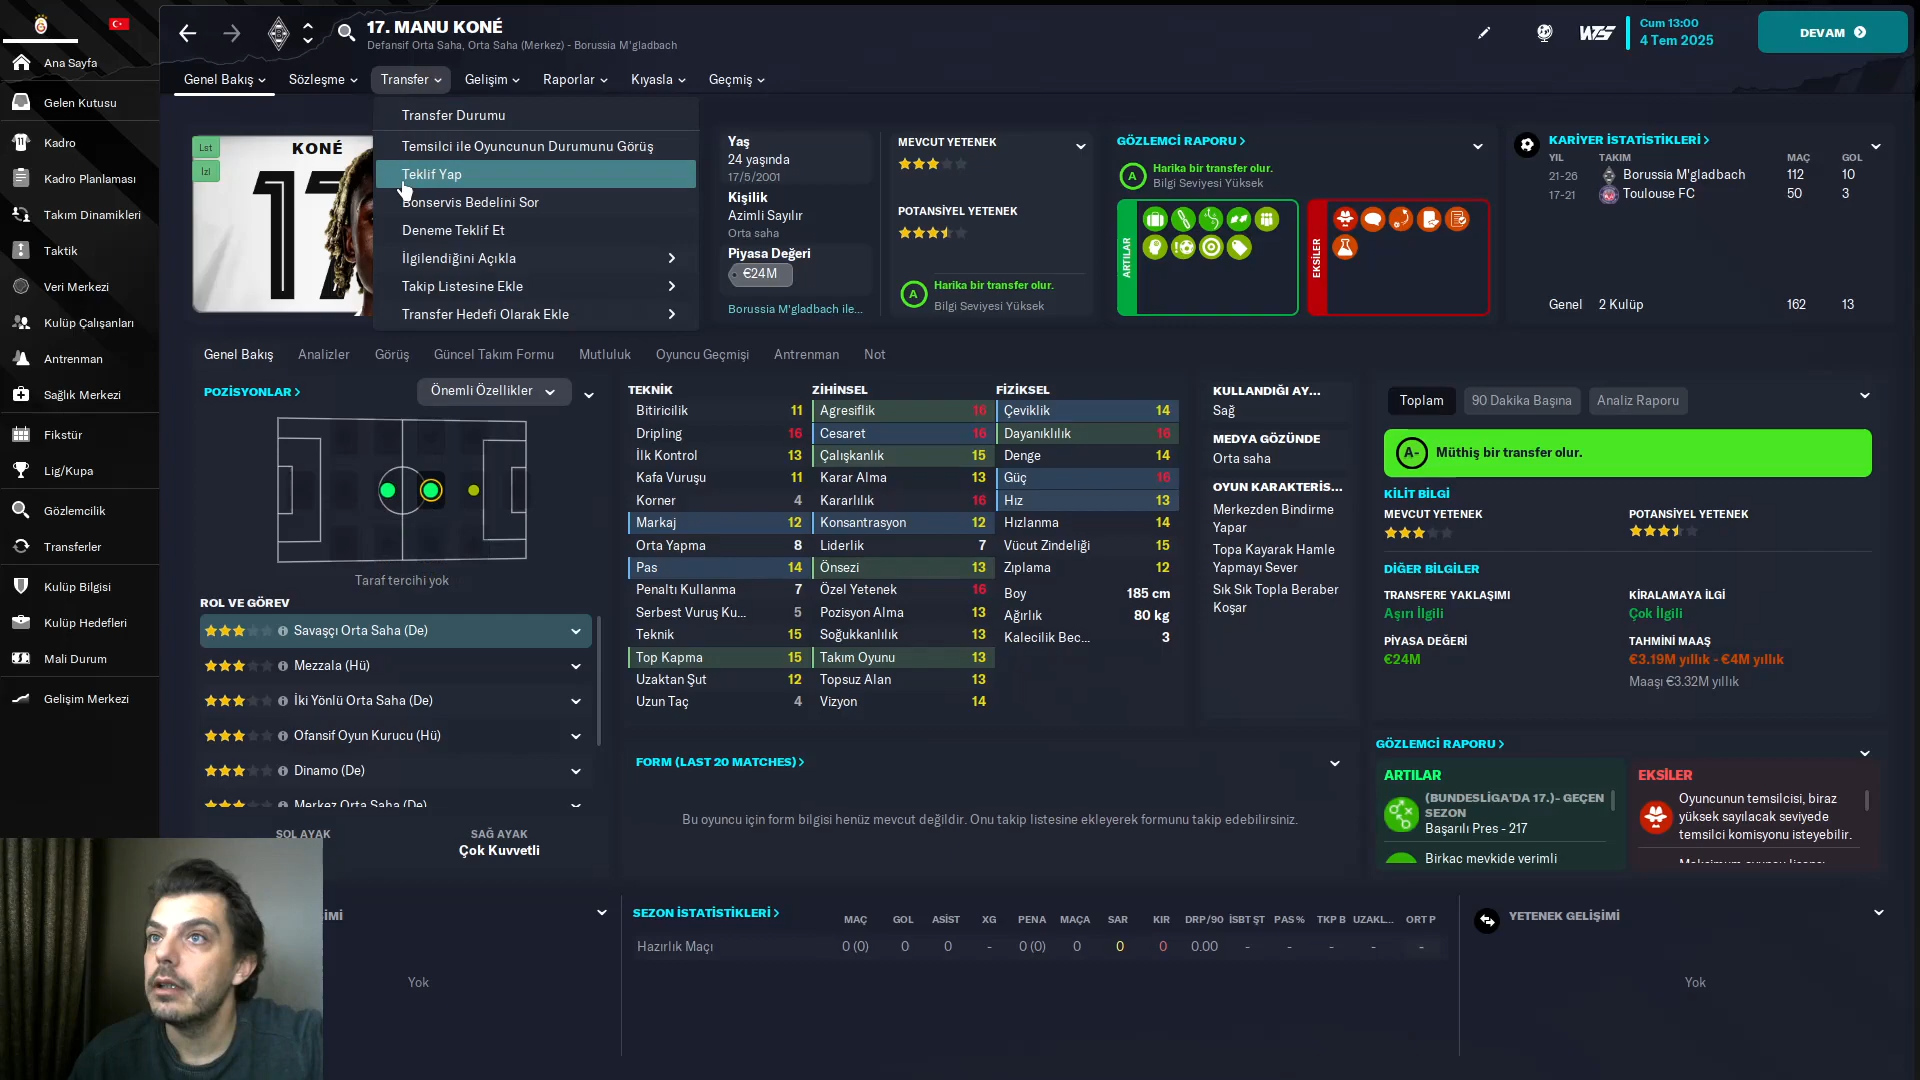 17. MANU KONÉ
Defansif Orta Saha, Orta Saha (Merkez) - Borussia M'gladbach
Cum 13:00
4 Tem 2025
DEVAM
Ana Sayfa
Gelen Kutusu
Kadro
Kadro Planlaması
Takım Dinamikleri
Taktik
Veri Merkezi
Kulüp Çalışanları
Antrenman
Sağlık Merkezi
Fikstür
Lig/Kupa
Gözlemcilik
Transferler
Kulüp Bilgisi
Kulüp Hedefleri
Mali Durum
Gelişim Merkezi
Genel Bakış
Sözleşme
Transfer
Gelişim
Raporlar
Kıyasla
Geçmiş
Transfer Durumu
Temsilci ile Oyuncunun Durumunu Görüş
Teklif Yap
Bonservis Bedelini Sor
Deneme Teklif Et
İlgilendiğini Açıkla
Takip Listesine Ekle
Transfer Hedefi Olarak Ekle
Lst
İzl
KONÉ
17
Yaş
24 yaşında
17/5/2001
Kişilik
Azimli Sayılır
Orta saha
Piyasa Değeri
€24M
Borussia M'gladbach ile...
MEVCUT YETENEK
POTANSİYEL YETENEK
A
Harika bir transfer olur.
Bilgi Seviyesi Yüksek
GÖZLEMCİ RAPORU
A
Harika bir transfer olur.
Bilgi Seviyesi Yüksek
ARTILAR
EKSİLER
KARİYER İSTATİSTİKLERİ
YIL TAKIM MAÇ GOL
21-26 Borussia M'gladbach 112 10
17-21 Toulouse FC 50 3
Genel 2 Kulüp 162 13
Genel Bakış
Analizler
Görüş
Güncel Takım Formu
Mutluluk
Oyuncu Geçmişi
Antrenman
Not
POZİSYONLAR
Önemli Özellikler
Taraf tercihi yok
ROL VE GÖREV
Savaşçı Orta Saha (De)
Mezzala (Hü)
İki Yönlü Orta Saha (De)
Ofansif Oyun Kurucu (Hü)
Dinamo (De)
Merkez Orta Saha (De)
SOL AYAK
SAĞ AYAK
Çok Kuvvetli
TEKNİK
Bitiricilik 11
Dripling 16
İlk Kontrol 13
Kafa Vuruşu 11
Korner 4
Markaj 12
Orta Yapma 8
Pas 14
Penaltı Kullanma 7
Serbest Vuruş Ku... 5
Teknik 15
Top Kapma 15
Uzaktan Şut 12
Uzun Taç 4
ZİHİNSEL
Agresiflik 16
Cesaret 16
Çalışkanlık 15
Karar Alma 13
Kararlılık 16
Konsantrasyon 12
Liderlik 7
Önsezi 13
Özel Yetenek 16
Pozisyon Alma 13
Soğukkanlılık 13
Takım Oyunu 13
Topsuz Alan 13
Vizyon 14
FİZİKSEL
Çeviklik 14
Dayanıklılık 16
Denge 14
Güç 16
Hız 13
Hızlanma 14
Vücut Zindeliği 15
Zıplama 12
Boy 185 cm
Ağırlık 80 kg
Kalecilik Bec... 3
KULLANDIĞI AY...
Sağ
MEDYA GÖZÜNDE
Orta saha
OYUN KARAKTERİS...
Merkezden Bindirme
Yapar
Topa Kayarak Hamle
Yapmayı Sever
Sık Sık Topla Beraber
Koşar
Toplam
90 Dakika Başına
Analiz Raporu
A-
Müthiş bir transfer olur.
KİLİT BİLGİ
MEVCUT YETENEK
POTANSİYEL YETENEK
DİĞER BİLGİLER
TRANSFERE YAKLAŞIMI
Aşırı İlgili
KİRALAMAYA İLGİ
Çok İlgili
PİYASA DEĞERİ
€24M
TAHMİNİ MAAŞ
€3.19M yıllık - €4M yıllık
Maaşı €3.32M yıllık
FORM (LAST 20 MATCHES)
Bu oyuncu için form bilgisi henüz mevcut değildir. Onu takip listesine ekleyerek formunu takip edebilirsiniz.
GÖZLEMCİ RAPORU
ARTILAR
(BUNDESLİGA'DA 17.)- GEÇEN
SEZON
Başarılı Pres - 217
Birkaç mevkide verimli
EKSİLER
Oyuncunun temsilcisi, biraz
yüksek sayılacak seviyede
temsilci komisyonu isteyebilir.
İMİ
Yok
SEZON İSTATİSTİKLERİ
MAÇ GOL ASİST XG PENA MAÇA SAR KIR DRP/90 İSBT ŞT PAS % TKP B UZAKL... ORT P
Hazırlık Maçı 0 (0) 0 0 - 0 (0) 0 0 0 0.00 - - - - -
YETENEK GELİŞİMİ
Yok